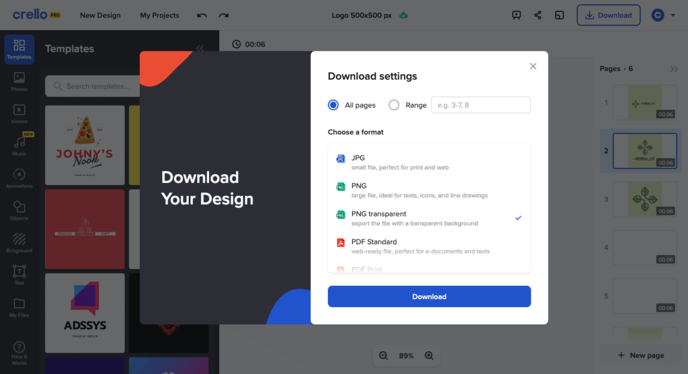 crello PRO
New Design
My Projects
Logo 500x500 px
Download
C
Templates
Photos
Videos
NEW
Music
Animations
Objects
Background
Text
My Files
Templates
Search templates...
JOHNY'S
ADSSYS
00:06
Download
Your Design
Download settings
All pages
Range
e.g. 3-7, 8
Choose a format
JPG
small file, perfect for print and web
PNG
large file, ideal for texts, icons, and line drawings
PNG transparent
export the file with a transparent background
PDF Standard
web-ready file, perfect for e-documents and texts
PDF Print
Download
89%
Pages - 6
1
00:06
2
00:06
3
00:06
4
00:06
5
00:06
New page